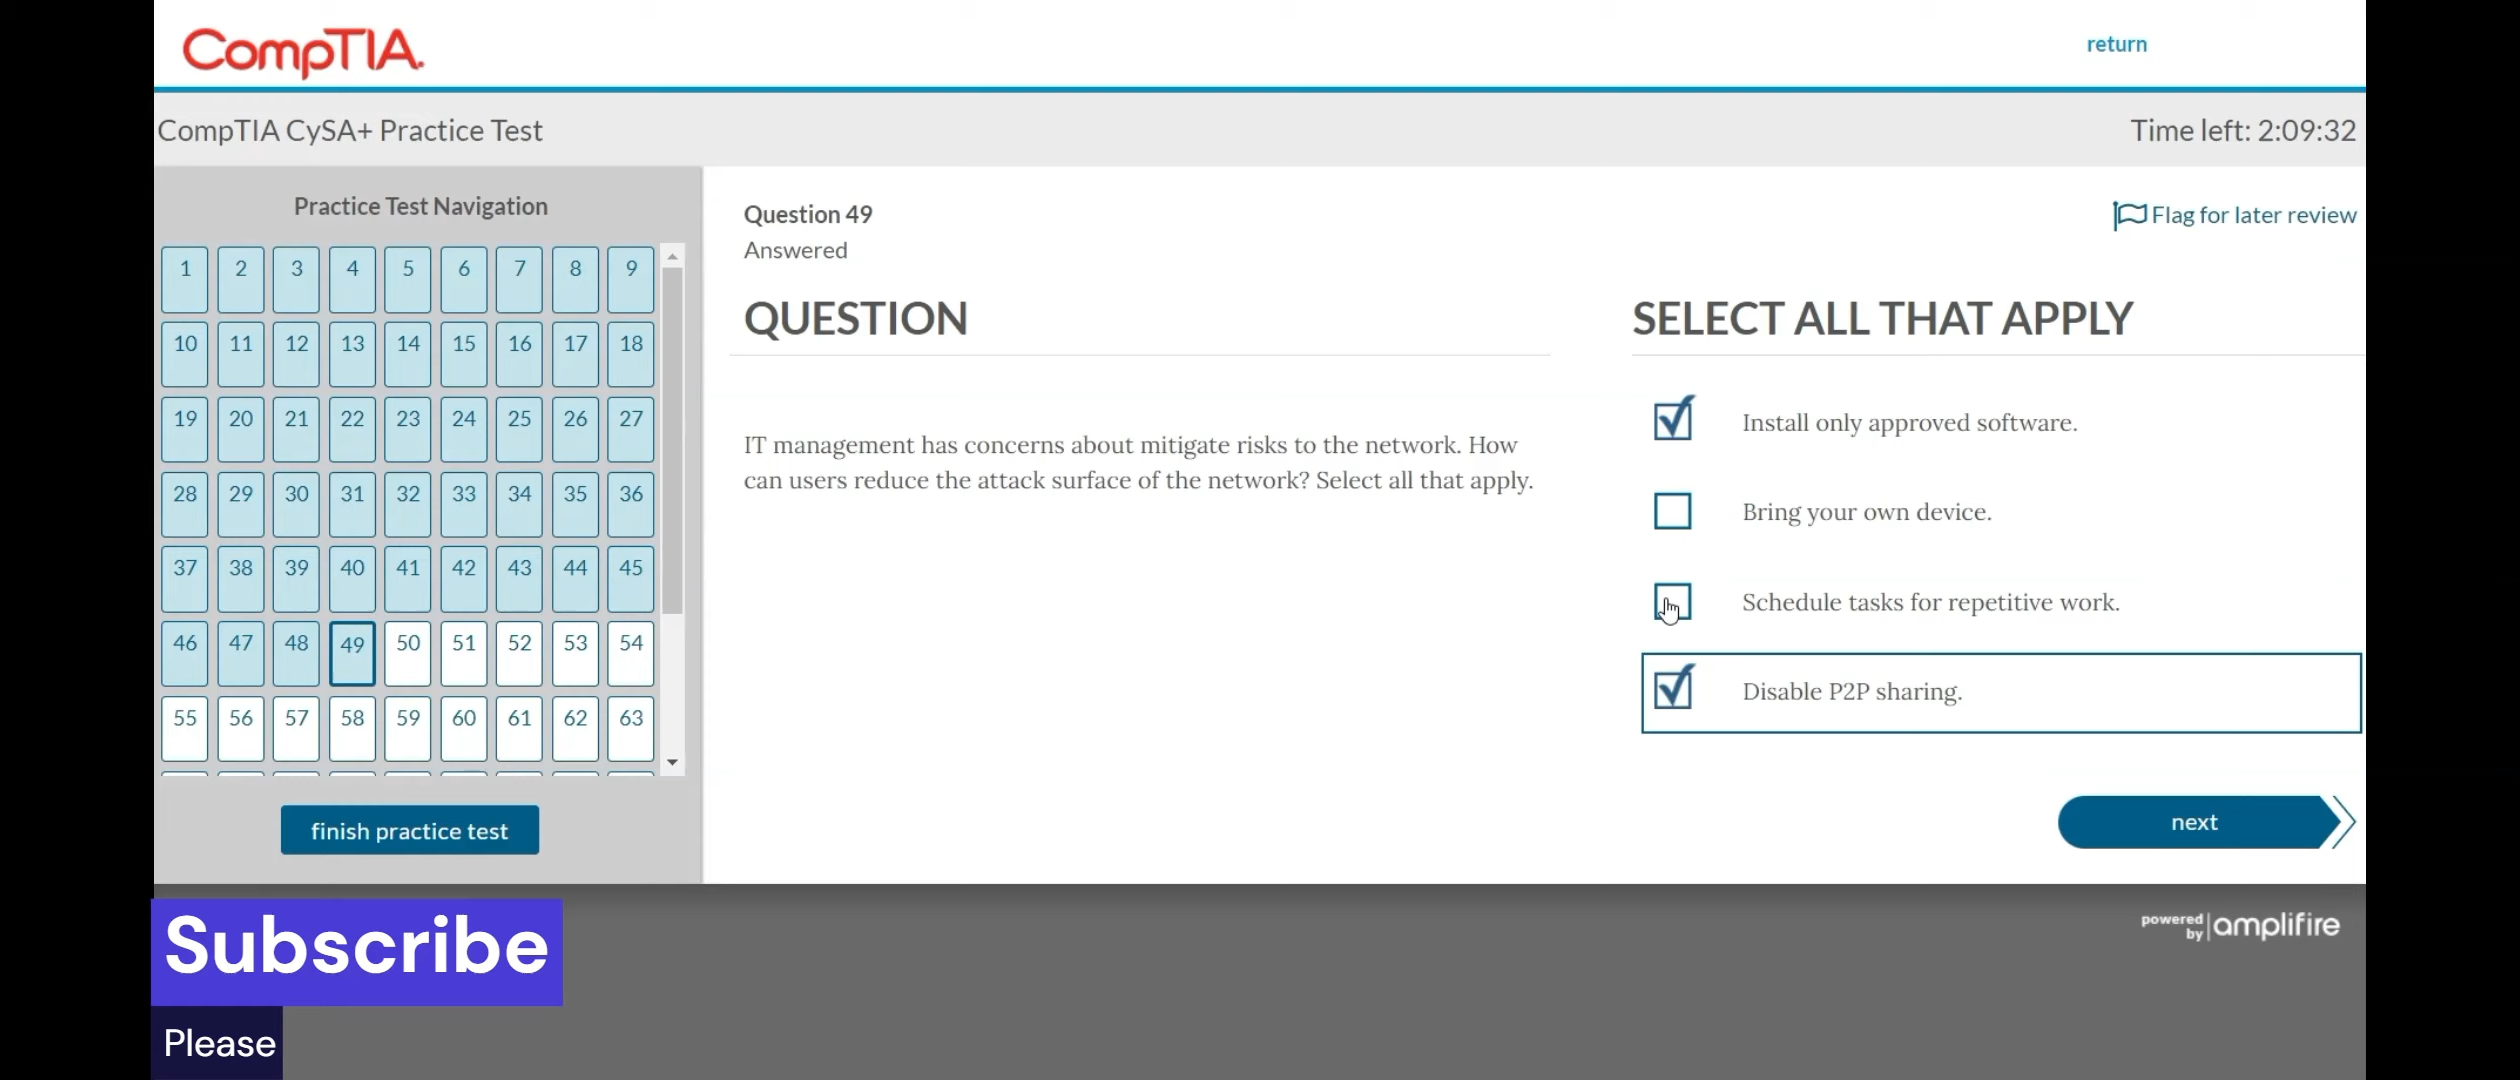 CompTIA.
return
CompTIA CySA+ Practice Test
Time left: 2:09:32
Practice Test Navigation
1 2 3 4 5 6 7 8 9
10 11 12 13 14 15 16 17 18
19 20 21 22 23 24 25 26 27
28 29 30 31 32 33 34 35 36
37 38 39 40 41 42 43 44 45
46 47 48 49 50 51 52 53 54
55 56 57 58 59 60 61 62 63
finish practice test
Question 49
Answered
Flag for later review
QUESTION
IT management has concerns about mitigate risks to the network. How
can users reduce the attack surface of the network? Select all that apply.
SELECT ALL THAT APPLY
Install only approved software.
Bring your own device.
Schedule tasks for repetitive work.
Disable P2P sharing.
next
powered
by
amplifire
Subscribe
Please